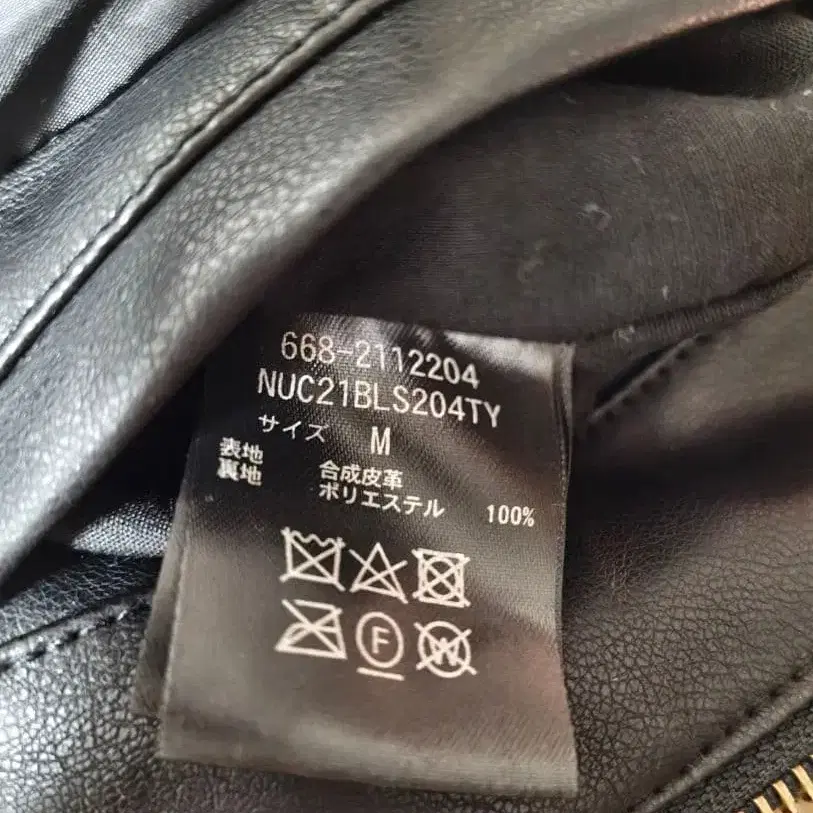 668-2112204
NUC21BLS204TY
サイズ M
表地 合成皮革
裏地 ポリエステル 100%
F
W